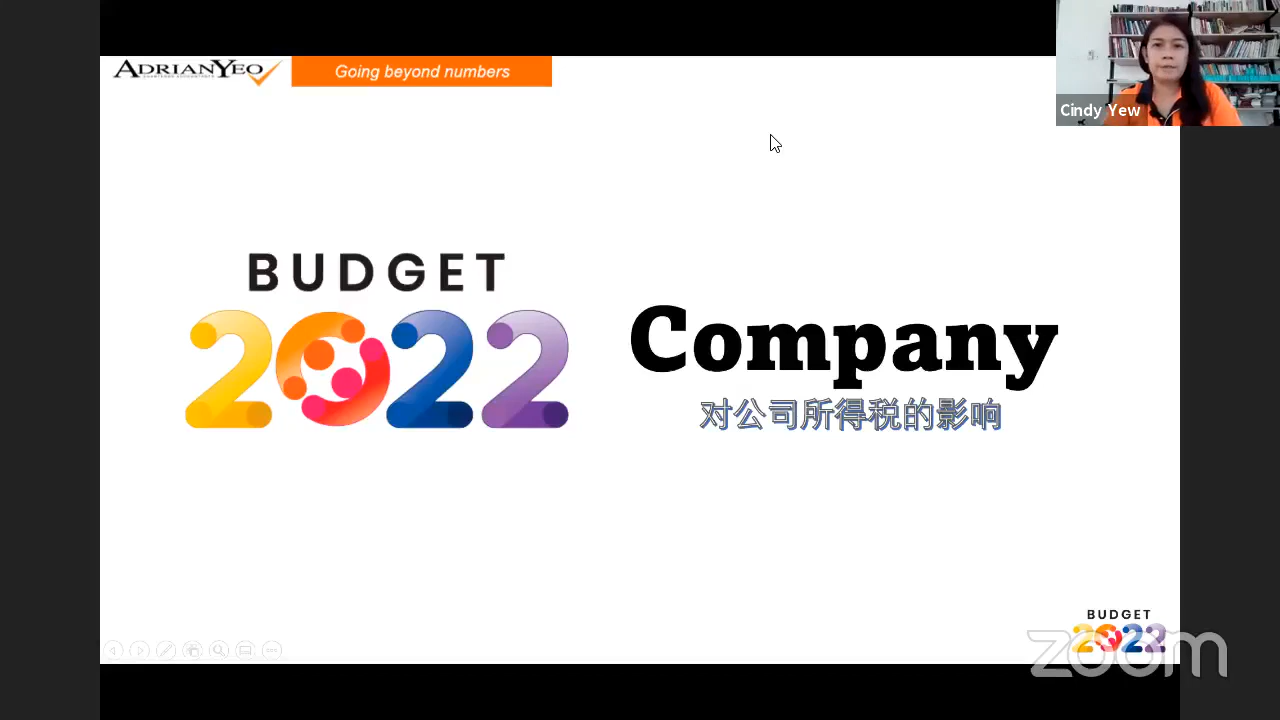 ADRIANYEO
Going beyond numbers
Cindy Yew
BUDGET
2022
Company
对公司所得税的影响
BUDGET
2022
zoom